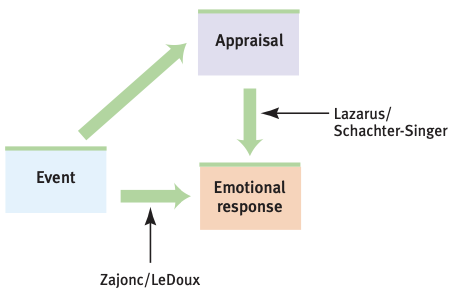 Appraisal
Lazarus/
Schachter-Singer
Event
Emotional
response
Zajonc/LeDoux